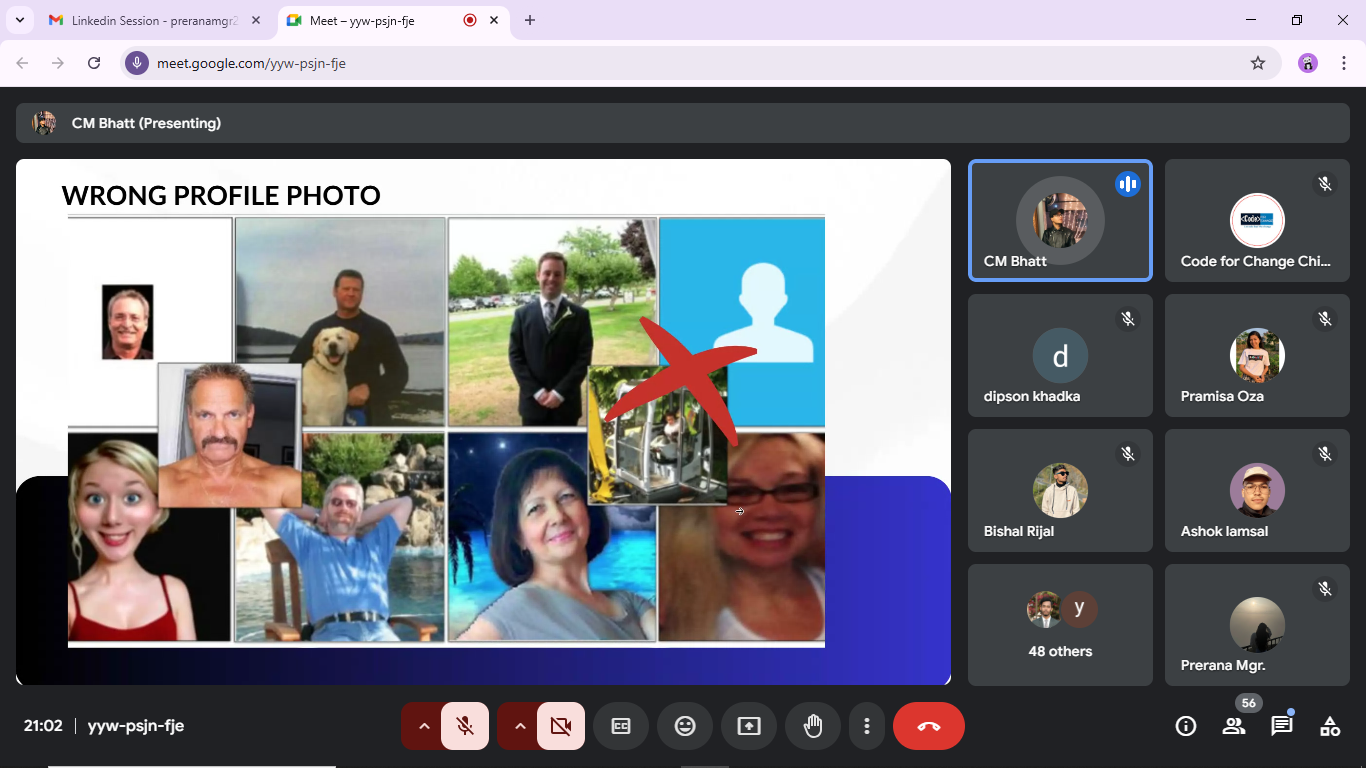 Linkedin Session - preranamgr2
Meet – yyw-psjn-fje
meet.google.com/yyw-psjn-fje
CM Bhatt (Presenting)
WRONG PROFILE PHOTO
CM Bhatt
Code for Change Chi...
d
dipson khadka
Pramisa Oza
Bishal Rijal
Ashok lamsal
y
48 others
Prerana Mgr.
21:02
yyw-psjn-fje
56